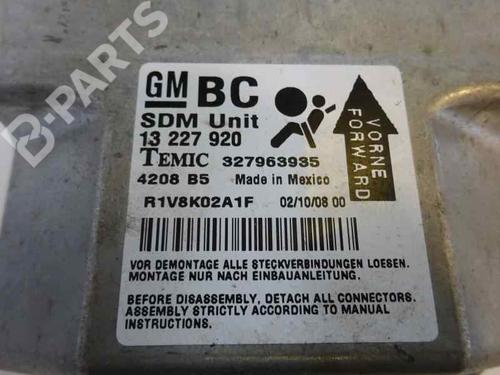 B-PARTS
GM BC
SDM Unit
13 227 920
TEMIC 327963935
4208 B5 Made in Mexico
R1V8K02A1F 02/10/08 00
VORNE
FORWARD
VOR DEMONTAGE ALLE STECKVERBINDUNGEN LOESEN.
MONTAGE NUR NACH EINBAUANLEITUNG.
BEFORE DISASSEMBLY, DETACH ALL CONNECTORS.
ASSEMBLY STRICTLY ACCORDING TO MANUAL
INSTRUCTIONS.